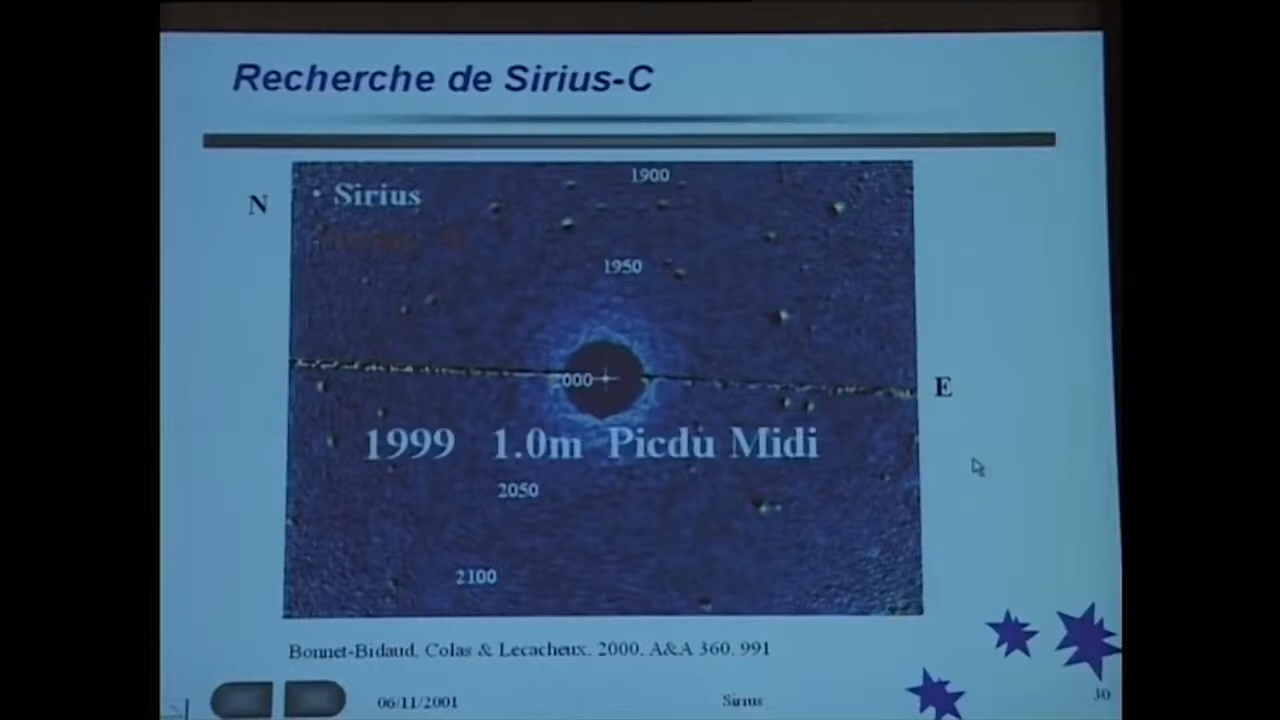 Recherche de Sirius-C
N
• Sirius
1900
1950
2000
E
1999 1.0m Picdu Midi
2050
2100
Bonnet-Bidaud, Colas & Lecacheux. 2000. A&A 360. 991
06/11/2001
Sirius
30